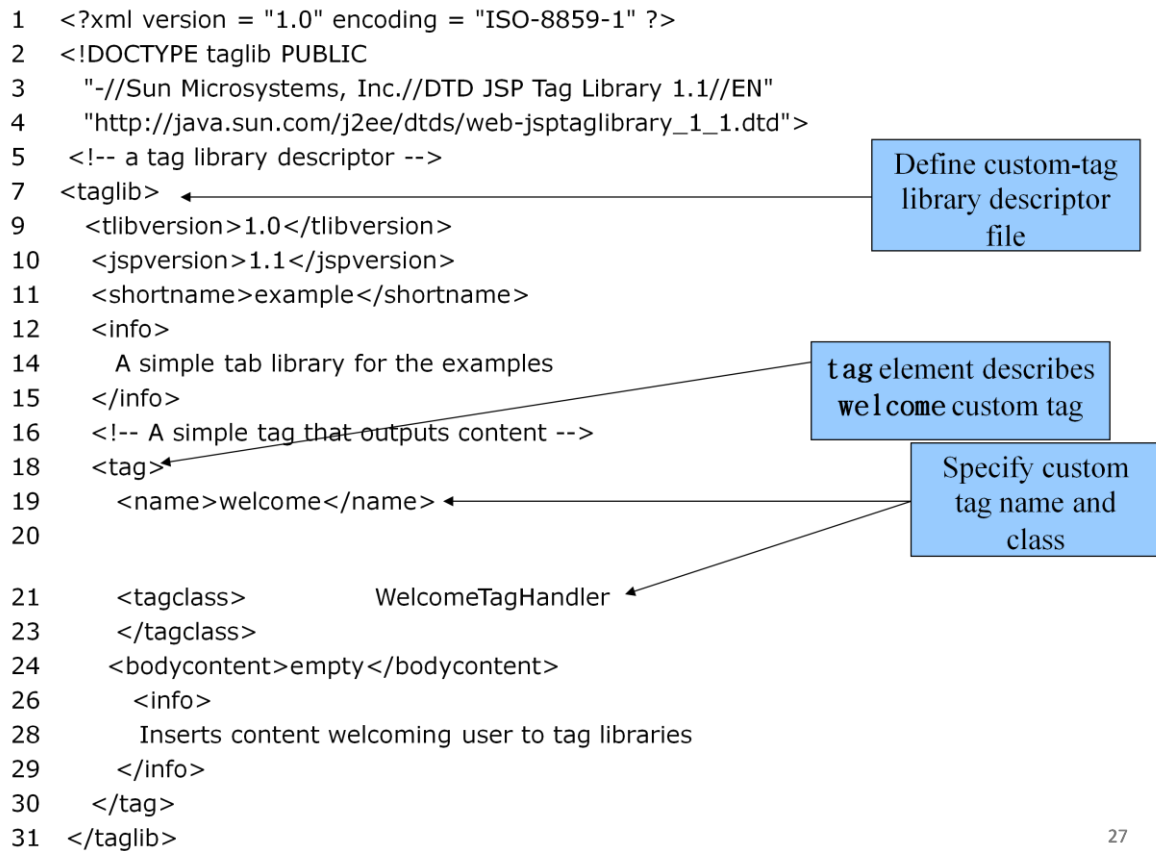 1 <?xml version = "1.0" encoding = "ISO-8859-1" ?>
2 <!DOCTYPE taglib PUBLIC
3 "-//Sun Microsystems, Inc.//DTD JSP Tag Library 1.1//EN"
4 "http://java.sun.com/j2ee/dtds/web-jsptaglibrary_1_1.dtd">
5 <!-- a tag library descriptor -->
7 <taglib>
9 <tlibversion>1.0</tlibversion>
10 <jspversion>1.1</jspversion>
11 <shortname>example</shortname>
12 <info>
14 A simple tab library for the examples
15 </info>
16 <!-- A simple tag that outputs content -->
18 <tag>
19 <name>welcome</name>
20
21 <tagclass> WelcomeTagHandler
23 </tagclass>
24 <bodycontent>empty</bodycontent>
26 <info>
28 Inserts content welcoming user to tag libraries
29 </info>
30 </tag>
31 </taglib>
Define custom-tag
library descriptor
file
tag element describes
welcome custom tag
Specify custom
tag name and
class
27